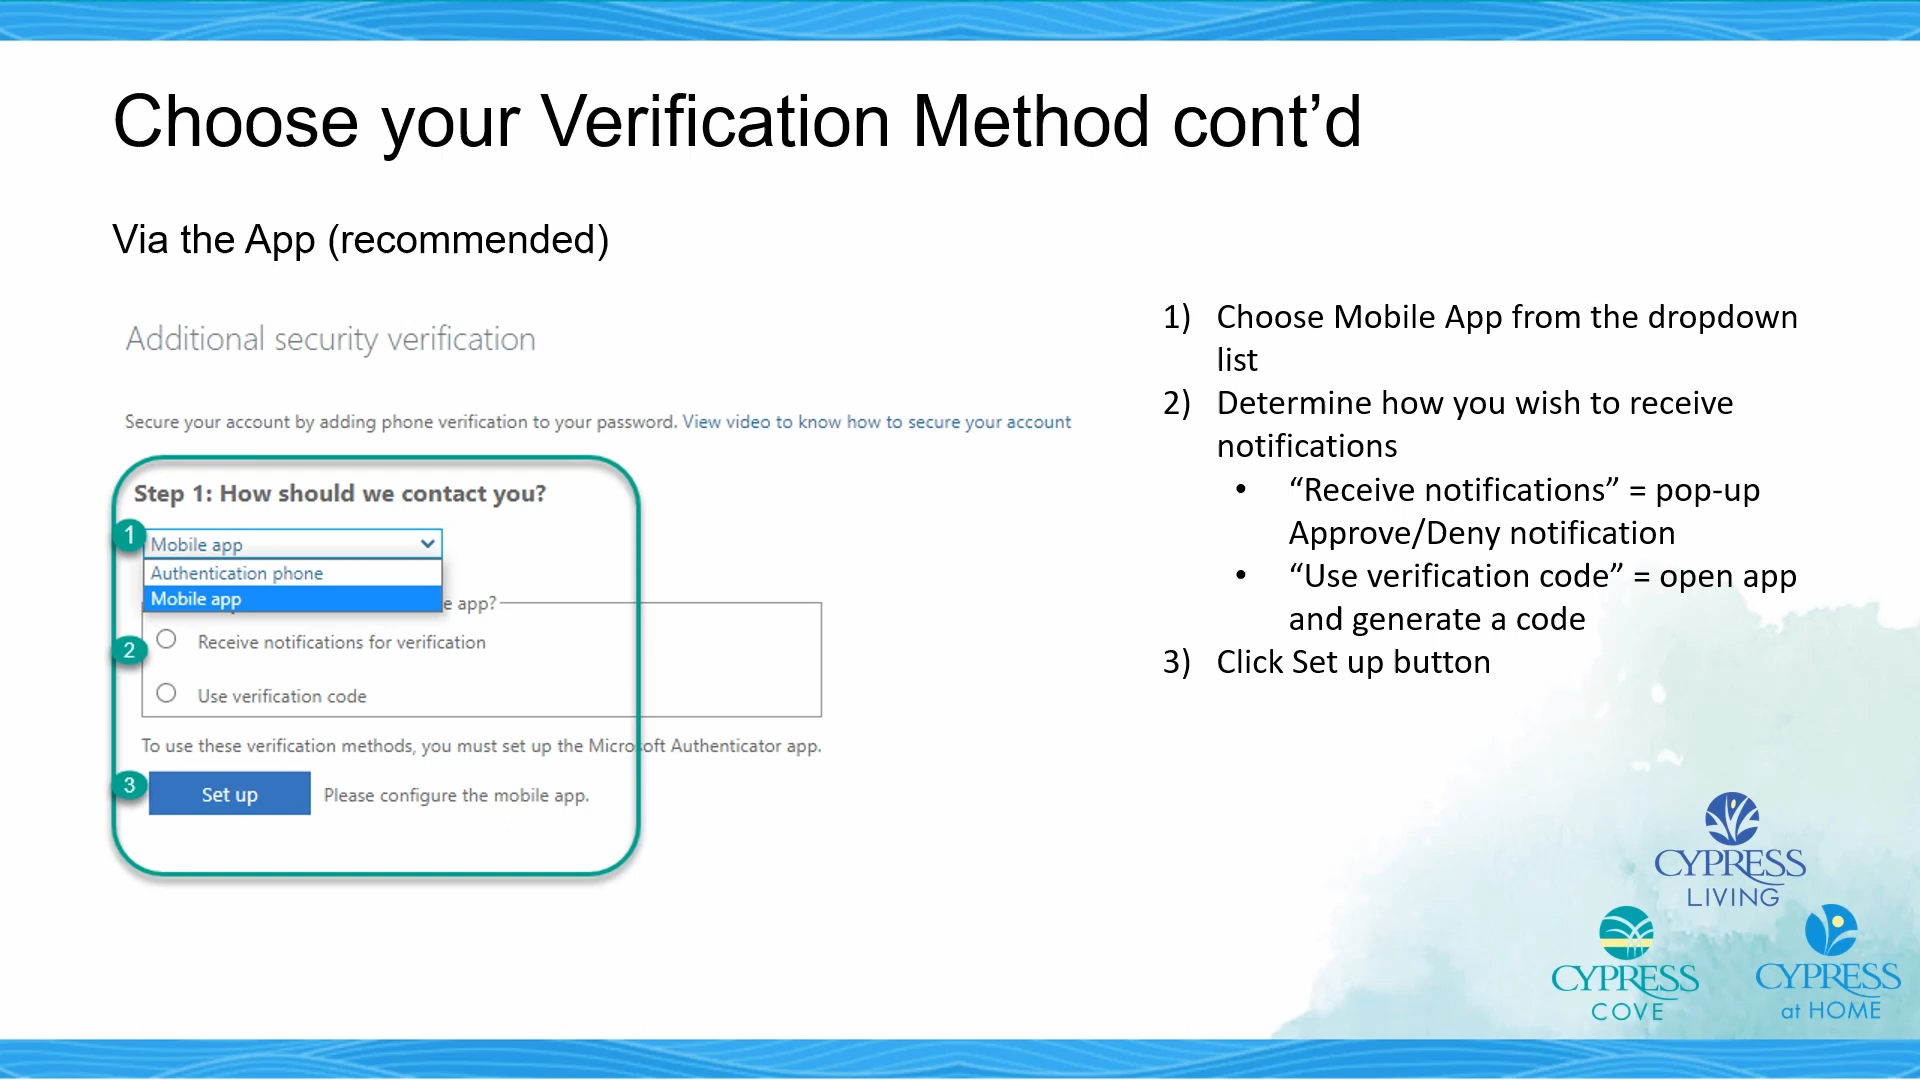 Choose your Verification Method cont’d
Via the App (recommended)
Additional security verification
Secure your account by adding phone verification to your password. View video to know how to secure your account
Step 1: How should we contact you?
1
Mobile app
Authentication phone
Mobile app
e app?
2
Receive notifications for verification
Use verification code
To use these verification methods, you must set up the Microsoft Authenticator app.
3
Set up
Please configure the mobile app.
1) Choose Mobile App from the dropdown
list
2) Determine how you wish to receive
notifications
• “Receive notifications” = pop-up
Approve/Deny notification
• “Use verification code” = open app
and generate a code
3) Click Set up button
CYPRESS
LIVING
CYPRESS
COVE
CYPRESS
at HOME